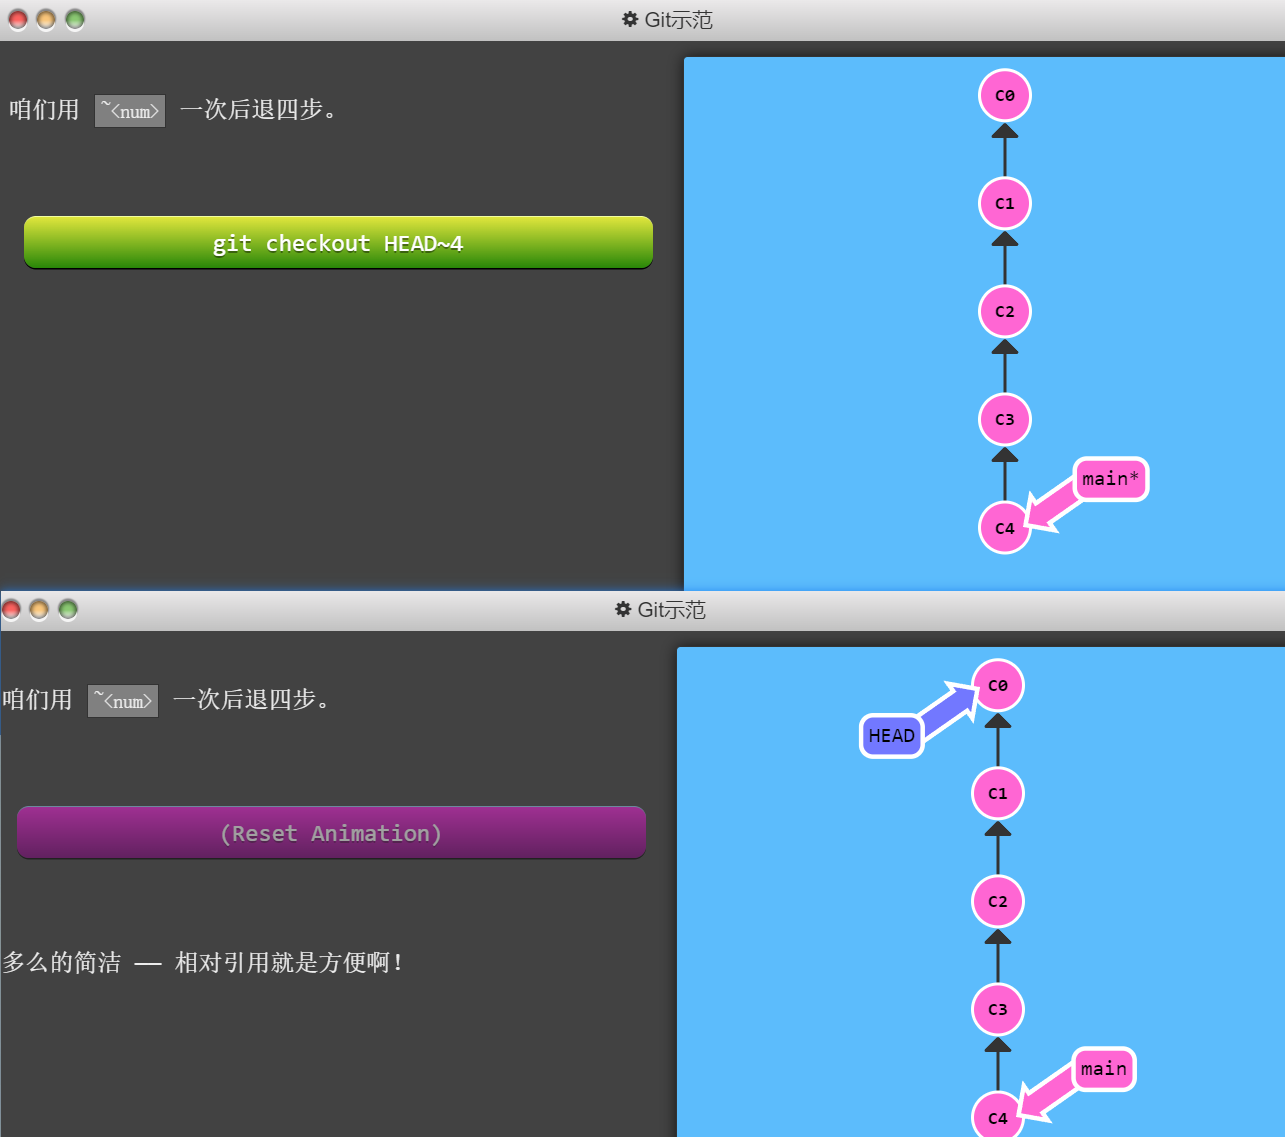 Git示范
咱们用 ~<num> 一次后退四步。
git checkout HEAD~4
C0
C1
C2
C3
main*
C4
Git示范
咱们用 ~<num> 一次后退四步。
(Reset Animation)
多么的简洁 —— 相对引用就是方便啊！
C0
HEAD
C1
C2
C3
main
C4